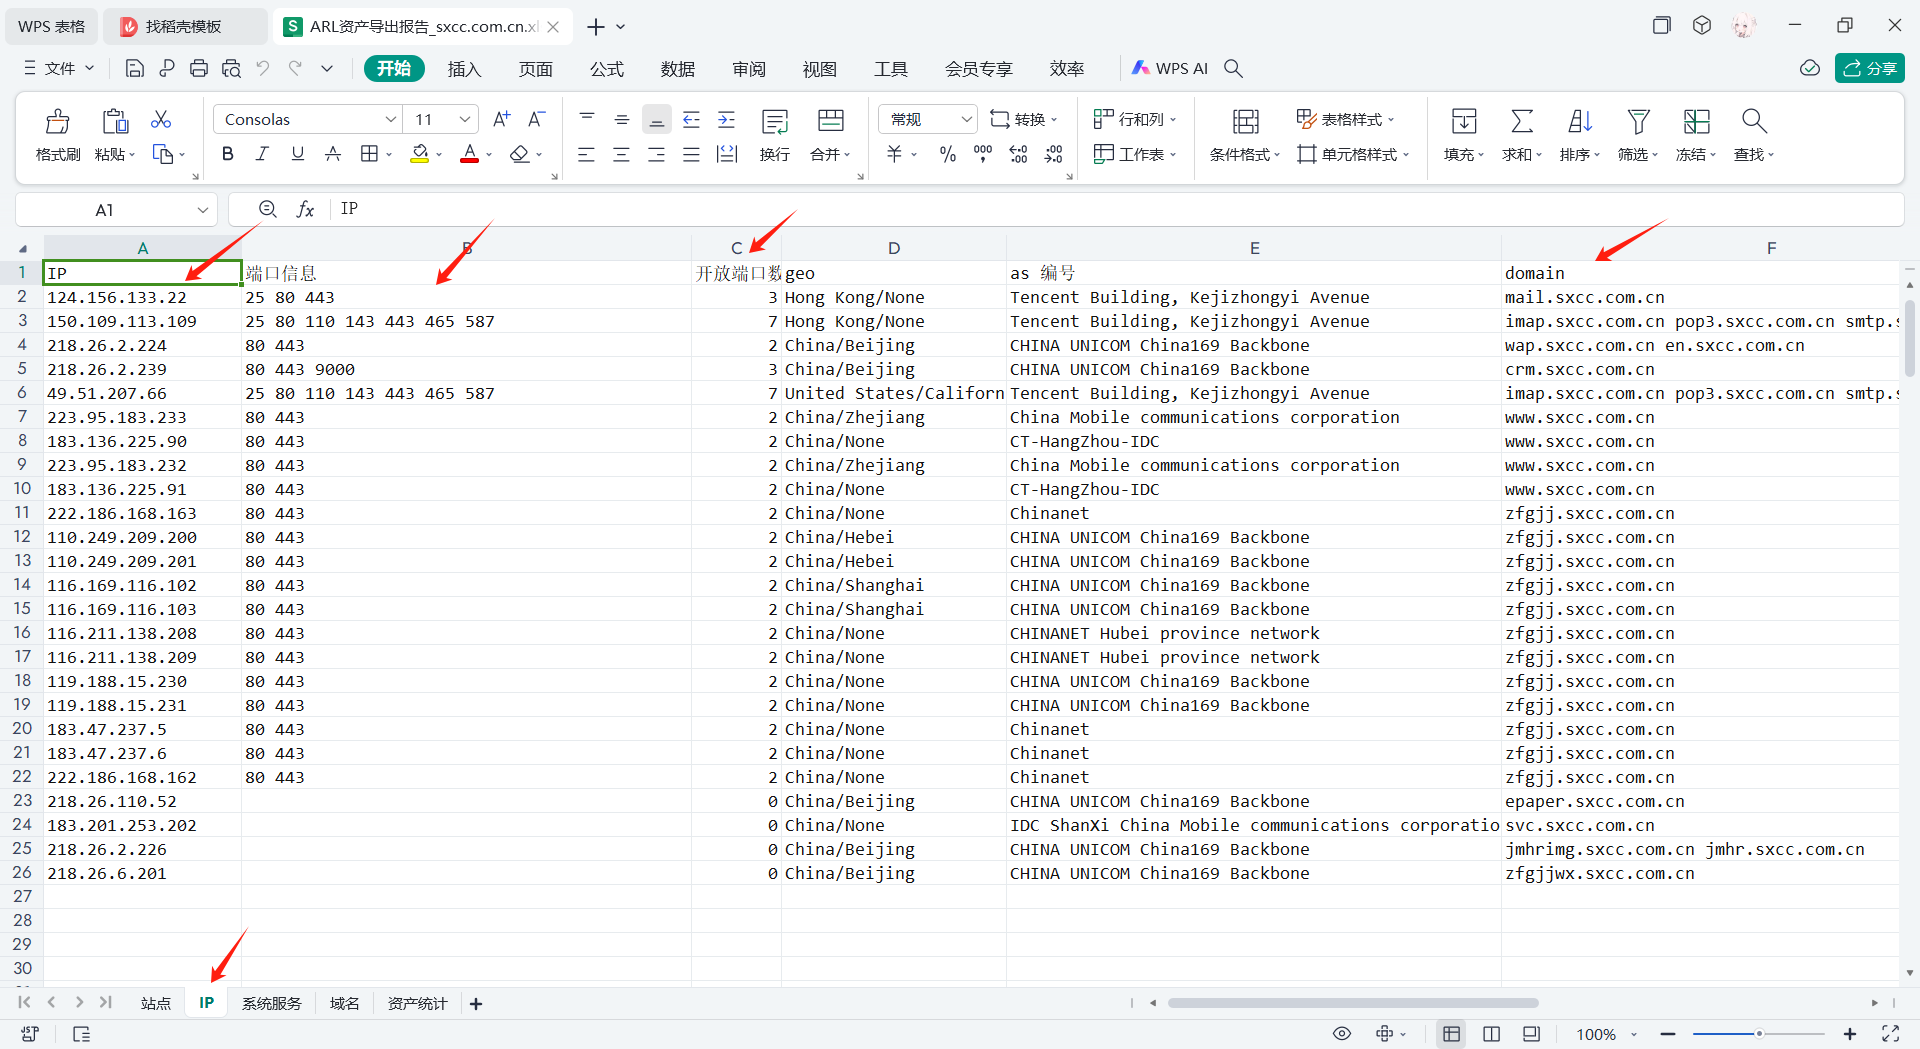 WPS 表格 找稻壳模板 ARL资产导出报告_sxcc.com.cn.xl
文件 开始 插入 页面 公式 数据 审阅 视图 工具 会员专享 效率 WPS AI 分享
Consolas 11 A+ A- 常规 转换 行和列 表格样式
格式刷 粘贴 B I U A A 换行 合并 ¥ % 000 工作表 条件格式 单元格样式 填充 求和 排序 筛选 冻结 查找
A1 fx IP
A B C D E F
1 IP 端口信息 开放端口数 geo as 编号 domain
2 124.156.133.22 25 80 443 3 Hong Kong/None Tencent Building, Kejizhongyi Avenue mail.sxcc.com.cn
3 150.109.113.109 25 80 110 143 443 465 587 7 Hong Kong/None Tencent Building, Kejizhongyi Avenue imap.sxcc.com.cn pop3.sxcc.com.cn smtp.s
4 218.26.2.224 80 443 2 China/Beijing CHINA UNICOM China169 Backbone wap.sxcc.com.cn en.sxcc.com.cn
5 218.26.2.239 80 443 9000 3 China/Beijing CHINA UNICOM China169 Backbone crm.sxcc.com.cn
6 49.51.207.66 25 80 110 143 443 465 587 7 United States/Californ Tencent Building, Kejizhongyi Avenue imap.sxcc.com.cn pop3.sxcc.com.cn smtp.s
7 223.95.183.233 80 443 2 China/Zhejiang China Mobile communications corporation www.sxcc.com.cn
8 183.136.225.90 80 443 2 China/None CT-HangZhou-IDC www.sxcc.com.cn
9 223.95.183.232 80 443 2 China/Zhejiang China Mobile communications corporation www.sxcc.com.cn
10 183.136.225.91 80 443 2 China/None CT-HangZhou-IDC www.sxcc.com.cn
11 222.186.168.163 80 443 2 China/None Chinanet zfgjj.sxcc.com.cn
12 110.249.209.200 80 443 2 China/Hebei CHINA UNICOM China169 Backbone zfgjj.sxcc.com.cn
13 110.249.209.201 80 443 2 China/Hebei CHINA UNICOM China169 Backbone zfgjj.sxcc.com.cn
14 116.169.116.102 80 443 2 China/Shanghai CHINA UNICOM China169 Backbone zfgjj.sxcc.com.cn
15 116.169.116.103 80 443 2 China/Shanghai CHINA UNICOM China169 Backbone zfgjj.sxcc.com.cn
16 116.211.138.208 80 443 2 China/None CHINANET Hubei province network zfgjj.sxcc.com.cn
17 116.211.138.209 80 443 2 China/None CHINANET Hubei province network zfgjj.sxcc.com.cn
18 119.188.15.230 80 443 2 China/None CHINA UNICOM China169 Backbone zfgjj.sxcc.com.cn
19 119.188.15.231 80 443 2 China/None CHINA UNICOM China169 Backbone zfgjj.sxcc.com.cn
20 183.47.237.5 80 443 2 China/None Chinanet zfgjj.sxcc.com.cn
21 183.47.237.6 80 443 2 China/None Chinanet zfgjj.sxcc.com.cn
22 222.186.168.162 80 443 2 China/None Chinanet zfgjj.sxcc.com.cn
23 218.26.110.52 0 China/Beijing CHINA UNICOM China169 Backbone epaper.sxcc.com.cn
24 183.201.253.202 0 China/None IDC ShanXi China Mobile communications corporatio svc.sxcc.com.cn
25 218.26.2.226 0 China/Beijing CHINA UNICOM China169 Backbone jmhrimg.sxcc.com.cn jmhr.sxcc.com.cn
26 218.26.6.201 0 China/Beijing CHINA UNICOM China169 Backbone zfgjjwx.sxcc.com.cn
27
28
29
30
站点 IP 系统服务 域名 资产统计
100%